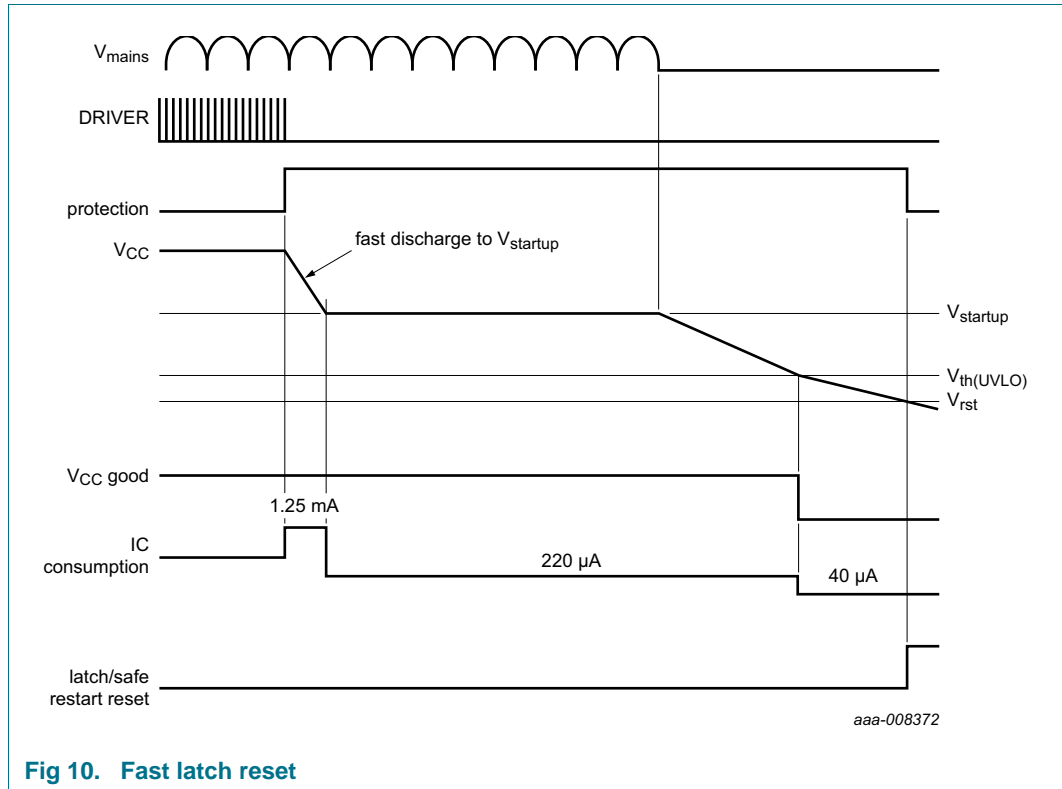 Vmains
DRIVER
protection
VCC
fast discharge to Vstartup
Vstartup
Vth(UVLO)
Vrst
VCC good
1.25 mA
IC
consumption
220 μA
40 μA
latch/safe
restart reset
aaa-008372
Fig 10. Fast latch reset